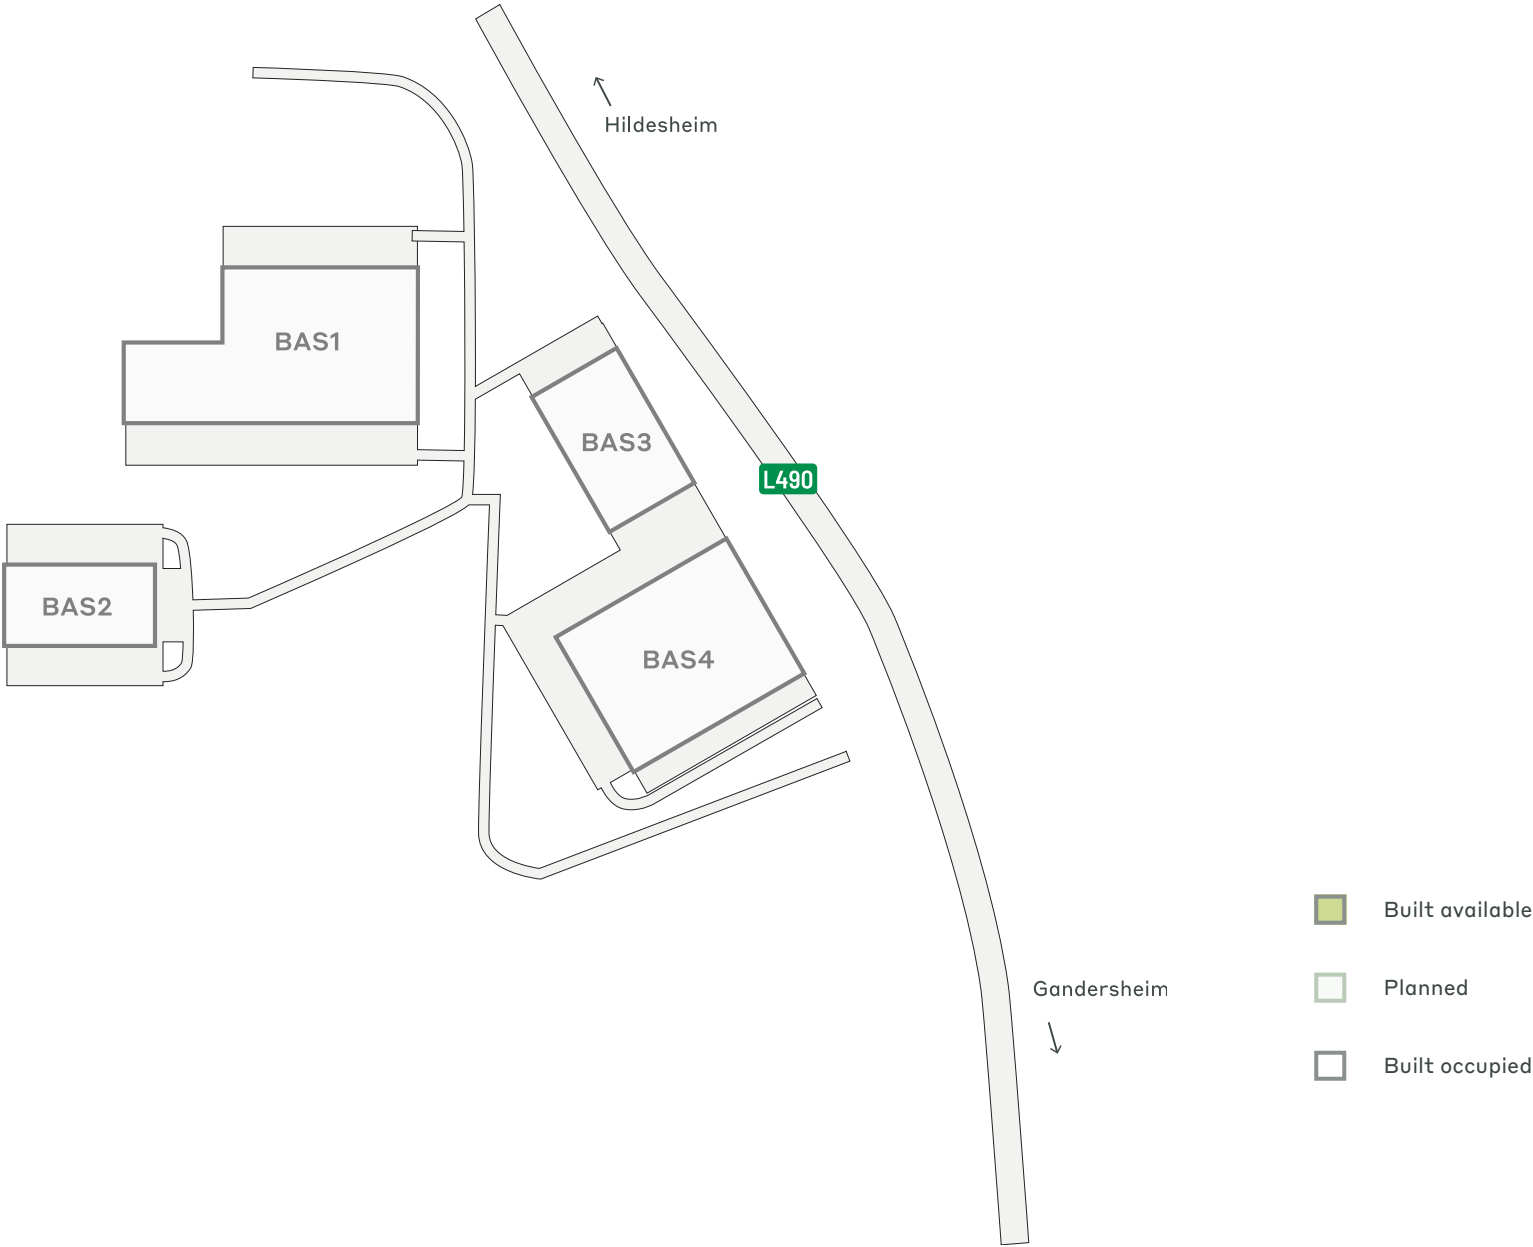 Hildesheim
BAS1
BAS3
L490
BAS2
BAS4
Built available
Gandersheim
Planned
Built occupied